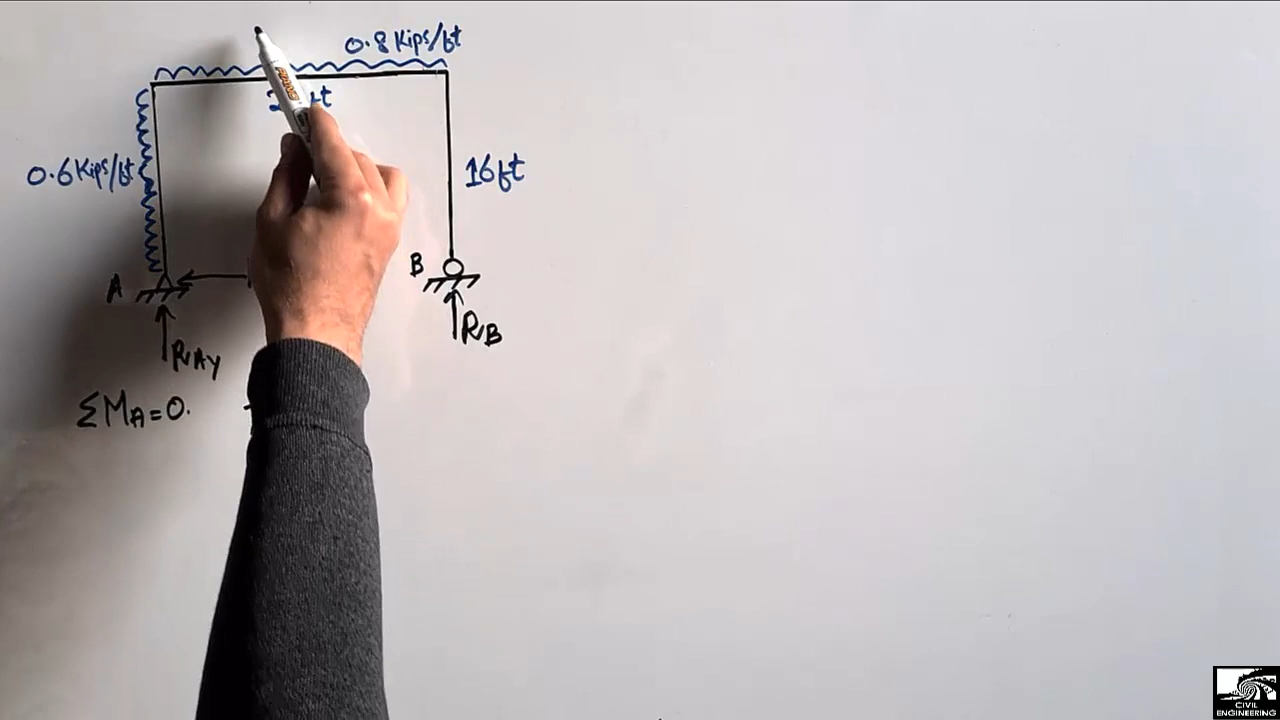 0.8 Kips/ft
0.6 Kips/ft
16ft
A
B
RAY
RB
ΣMA=0.
CIVIL
ENGINEERING